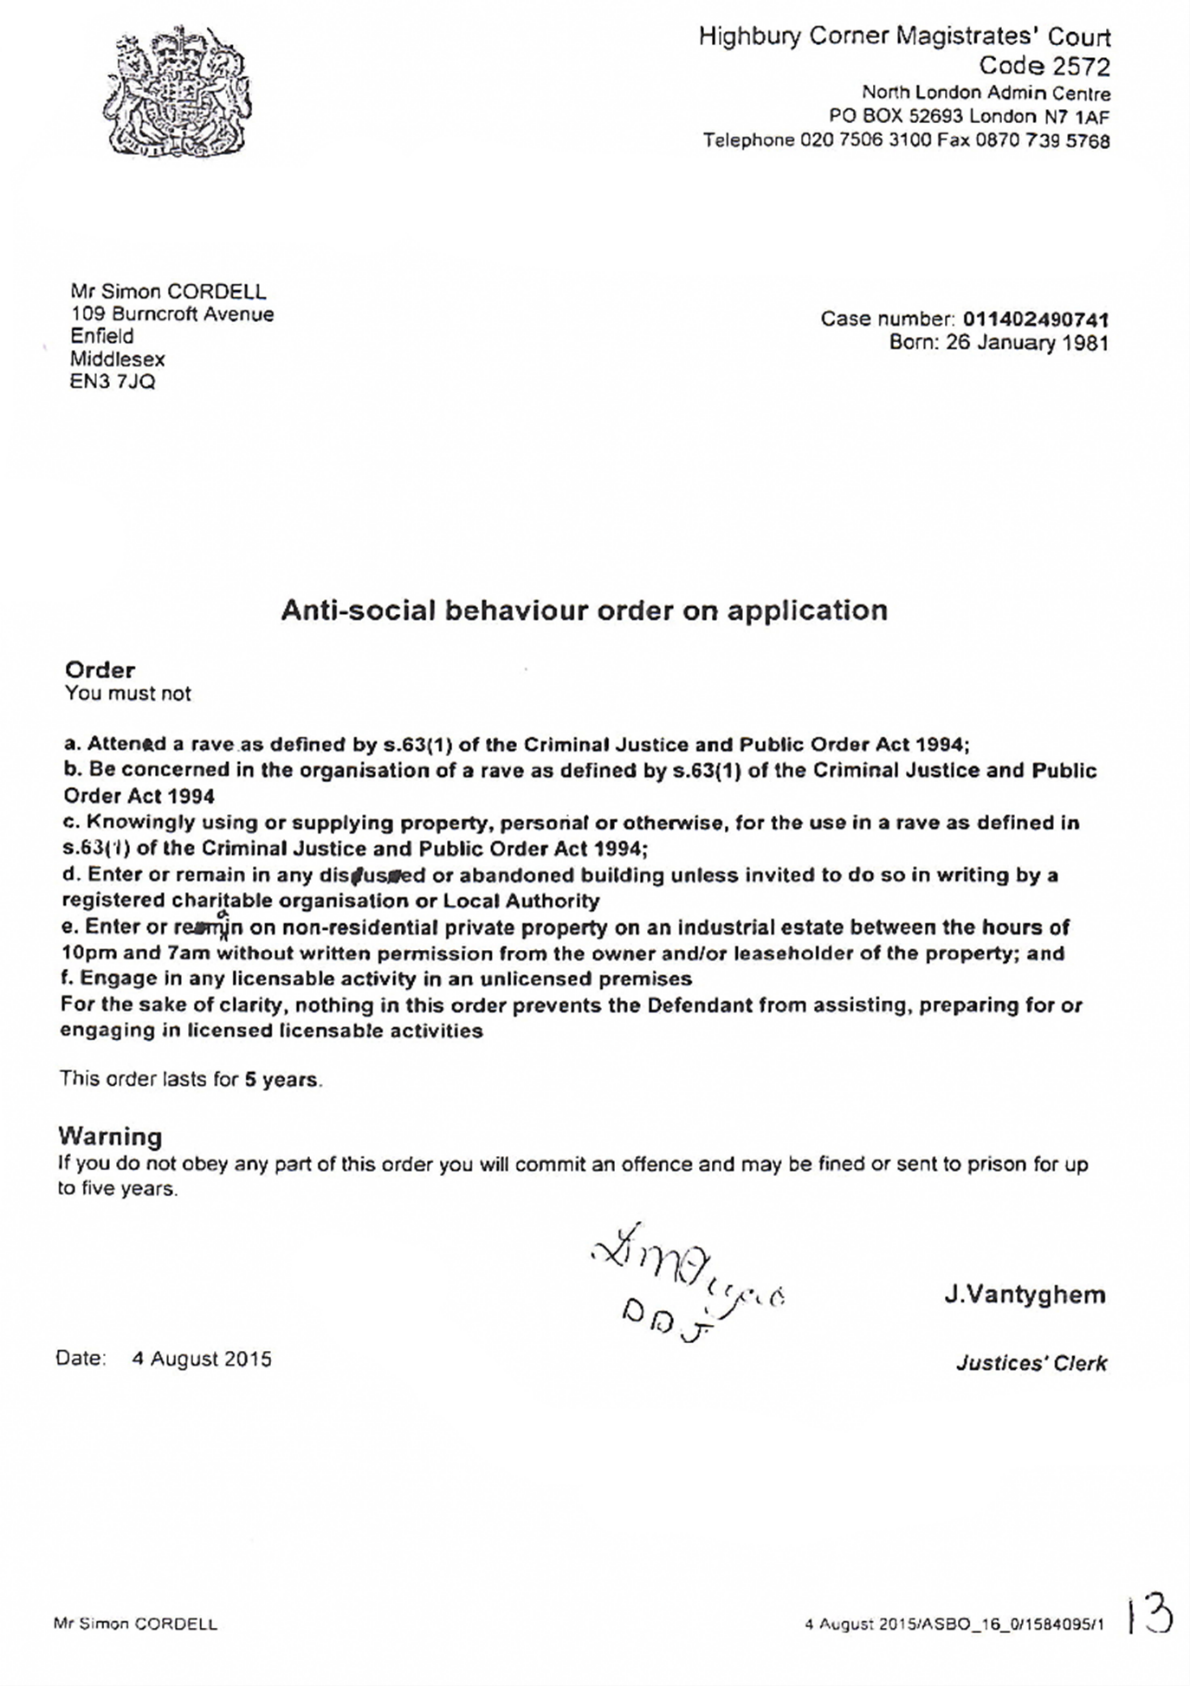 Highbury Corner Magistrates' Court
Code 2572
North London Admin Centre
PO BOX 52693 London N7 1AF
Telephone 020 7506 3100 Fax 0870 739 5768
Mr Simon CORDELL
109 Burncroft Avenue
Enfield
Middlesex
EN3 7JQ
Case number: 011402490741
Born: 26 January 1981
Anti-social behaviour order on application
Order
You must not
a. Attened a rave as defined by s.63(1) of the Criminal Justice and Public Order Act 1994;
b. Be concerned in the organisation of a rave as defined by s.63(1) of the Criminal Justice and Public
Order Act 1994
c. Knowingly using or supplying property, personal or otherwise, for the use in a rave as defined in
s.63(1) of the Criminal Justice and Public Order Act 1994;
d. Enter or remain in any disused or abandoned building unless invited to do so in writing by a
registered charitable organisation or Local Authority
e. Enter or remain on non-residential private property on an industrial estate between the hours of
10pm and 7am without written permission from the owner and/or leaseholder of the property; and
f. Engage in any licensable activity in an unlicensed premises
For the sake of clarity, nothing in this order prevents the Defendant from assisting, preparing for or
engaging in licensed licensable activities
This order lasts for 5 years.
Warning
If you do not obey any part of this order you will commit an offence and may be fined or sent to prison for up
to five years.
DDJ
J.Vantyghem
Date: 4 August 2015
Justices' Clerk
Mr Simon CORDELL
4 August 2015/ASBO_16_0/1584095/1
13